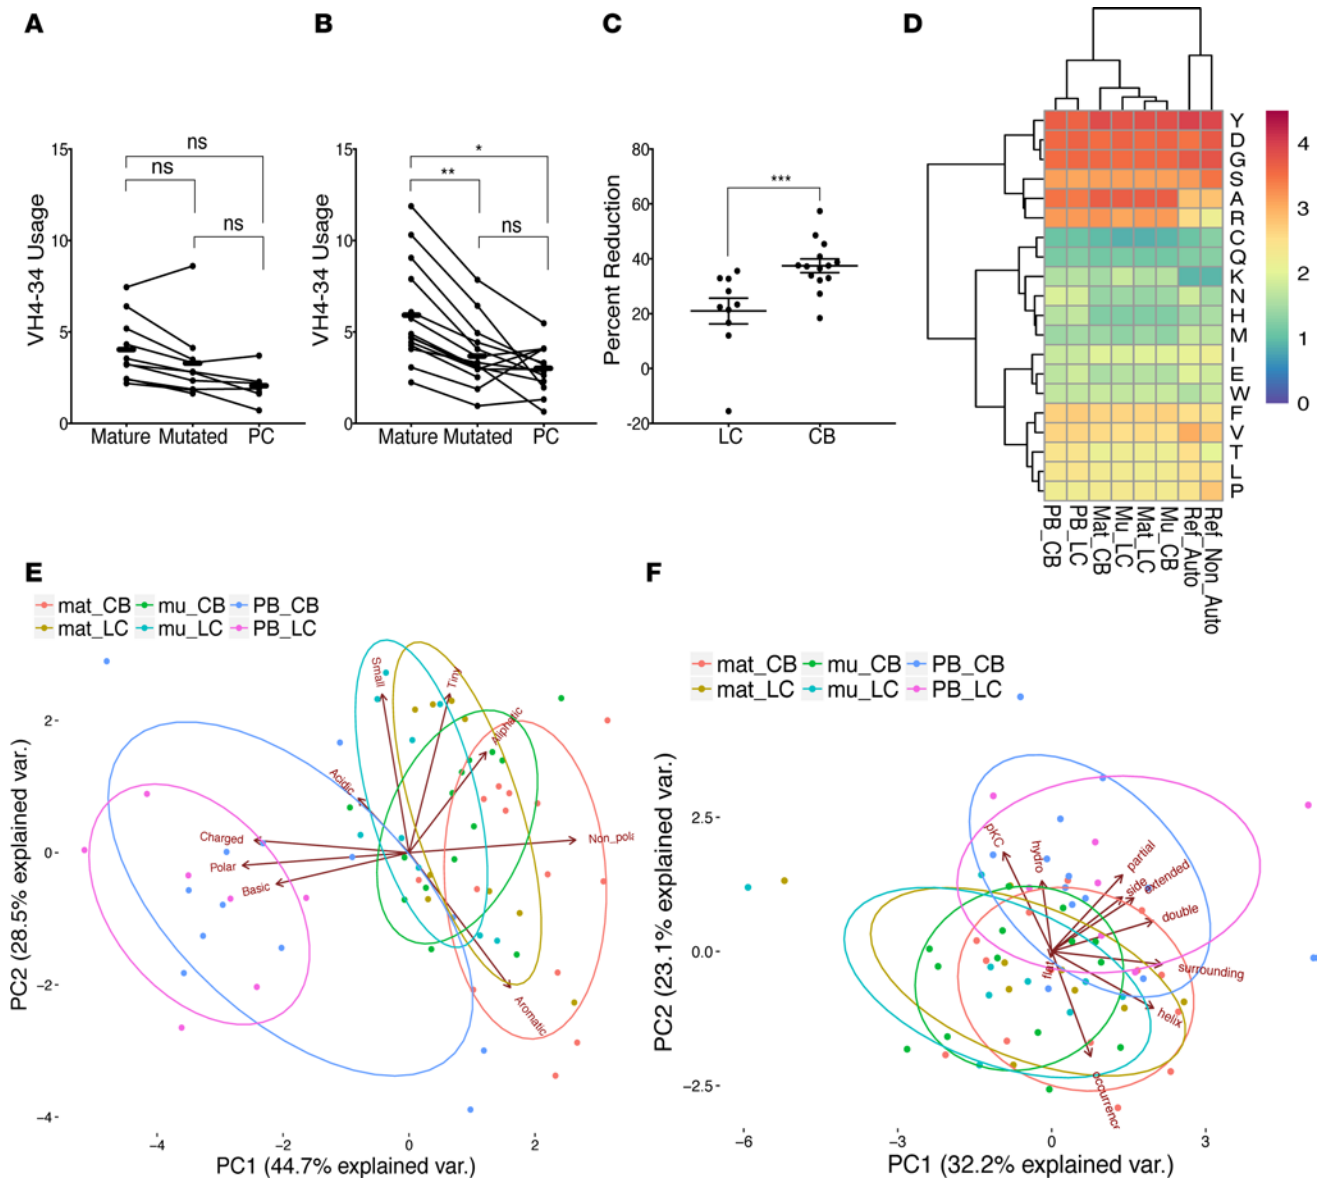 A
B
C
D
15
10
5
0
VH4-34 Usage
ns
ns
ns
Mature
Mutated
PC
15
10
5
0
VH4-34 Usage
*
**
ns
Mature
Mutated
PC
80
60
40
20
0
-20
Percent Reduction
***
LC
CB
Y
D
G
S
A
R
C
Q
K
N
H
M
I
E
W
F
V
T
L
P
PB_CB
PB_LC
Mat_CB
Mu_LC
Mat_LC
Mu_CB
Ref_Auto
Ref_Non_Auto
4
3
2
1
0
E
mat_CB mu_CB PB_CB
mat_LC mu_LC PB_LC
Small
Tiny
Aliphatic
Acidic
Charged
Polar
Basic
Non_pola
Aromatic
2
0
−2
−4
PC2 (28.5% explained var.)
−4
−2
0
2
PC1 (44.7% explained var.)
F
mat_CB mu_CB PB_CB
mat_LC mu_LC PB_LC
pKC
hydro
partial
side
extended
double
surrounding
flat
helix
occurrenc
2.5
0.0
−2.5
PC2 (23.1% explained var.)
−6
−3
0
3
PC1 (32.2% explained var.)